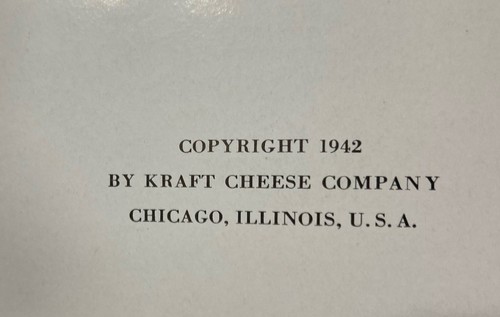 COPYRIGHT 1942
BY KRAFT CHEESE COMPANY
CHICAGO, ILLINOIS, U. S. A.